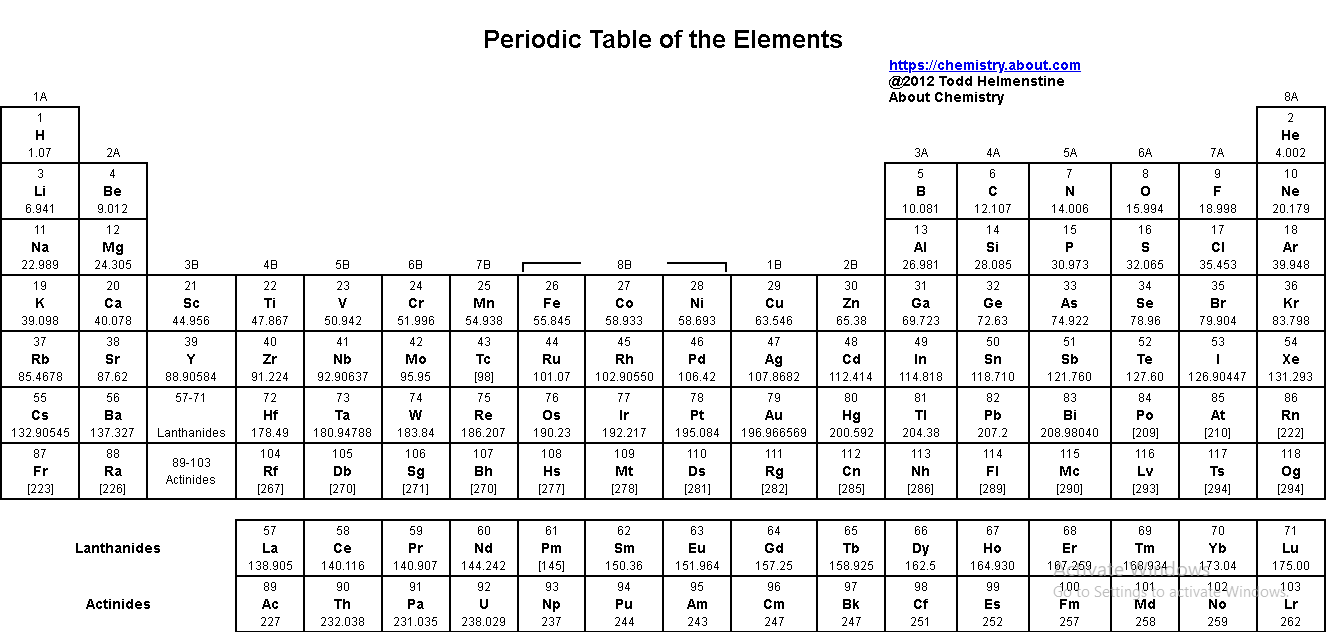 Periodic Table of the Elements
https://chemistry.about.com
@2012 Todd Helmenstine
About Chemistry
1A 8A
1 2
H He
1.07 2A 3A 4A 5A 6A 7A 4.002
3 4 5 6 7 8 9 10
Li Be B C N O F Ne
6.941 9.012 10.081 12.107 14.006 15.994 18.998 20.179
11 12 13 14 15 16 17 18
Na Mg Al Si P S Cl Ar
22.989 24.305 3B 4B 5B 6B 7B 8B 1B 2B 26.981 28.085 30.973 32.065 35.453 39.948
19 20 21 22 23 24 25 26 27 28 29 30 31 32 33 34 35 36
K Ca Sc Ti V Cr Mn Fe Co Ni Cu Zn Ga Ge As Se Br Kr
39.098 40.078 44.956 47.867 50.942 51.996 54.938 55.845 58.933 58.693 63.546 65.38 69.723 72.63 74.922 78.96 79.904 83.798
37 38 39 40 41 42 43 44 45 46 47 48 49 50 51 52 53 54
Rb Sr Y Zr Nb Mo Tc Ru Rh Pd Ag Cd In Sn Sb Te I Xe
85.4678 87.62 88.90584 91.224 92.90637 95.95 [98] 101.07 102.90550 106.42 107.8682 112.414 114.818 118.710 121.760 127.60 126.90447 131.293
55 56 57-71 72 73 74 75 76 77 78 79 80 81 82 83 84 85 86
Cs Ba Hf Ta W Re Os Ir Pt Au Hg Tl Pb Bi Po At Rn
132.90545 137.327 Lanthanides 178.49 180.94788 183.84 186.207 190.23 192.217 195.084 196.966569 200.592 204.38 207.2 208.98040 [209] [210] [222]
87 88 89-103 104 105 106 107 108 109 110 111 112 113 114 115 116 117 118
Fr Ra Actinides Rf Db Sg Bh Hs Mt Ds Rg Cn Nh Fl Mc Lv Ts Og
[223] [226] [267] [270] [271] [270] [277] [278] [281] [282] [285] [286] [289] [290] [293] [294] [294]
57 58 59 60 61 62 63 64 65 66 67 68 69 70 71
Lanthanides La Ce Pr Nd Pm Sm Eu Gd Tb Dy Ho Er Tm Yb Lu
138.905 140.116 140.907 144.242 [145] 150.36 151.964 157.25 158.925 162.5 164.930 167.259 168.934 173.04 175.00
Activate Windows
89 90 91 92 93 94 95 96 97 98 99 100 101 102 103
Go to Settings to activate Windows.
Actinides Ac Th Pa U Np Pu Am Cm Bk Cf Es Fm Md No Lr
227 232.038 231.035 238.029 237 244 243 247 247 251 252 257 258 259 262